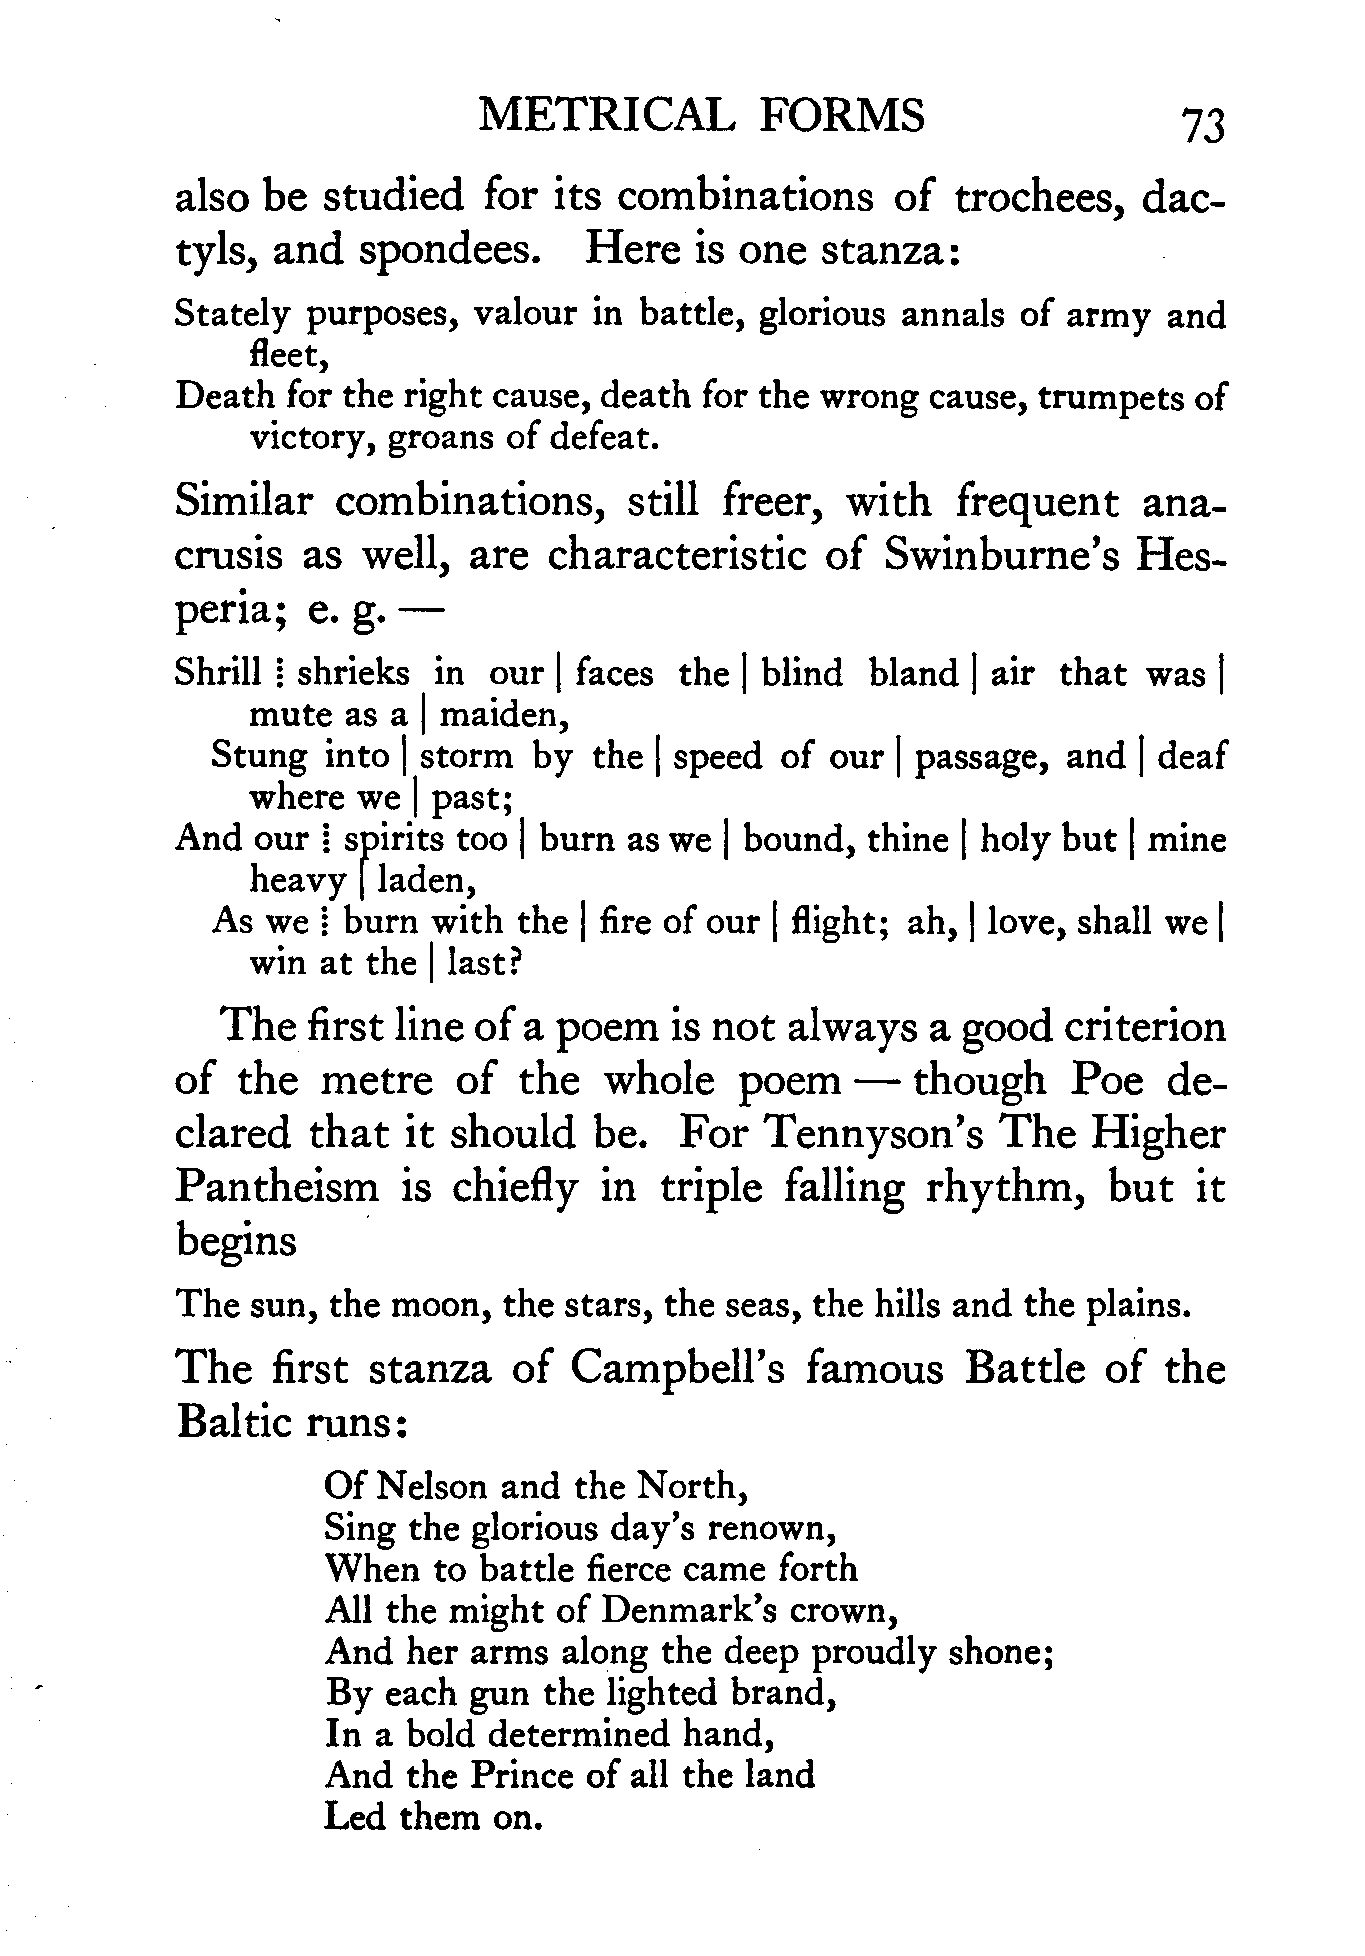 METRICAL FORMS 73
also be studied for its combinations of trochees, dac-
tyls, and spondees. Here is one stanza:
Stately purposes, valour in battle, glorious annals of army and
fleet,
Death for the right cause, death for the wrong cause, trumpets of
victory, groans of defeat.
Similar combinations, still freer, with frequent ana-
crusis as well, are characteristic of Swinburne's Hes-
peria; e. g. —
Shrill ⁞ shrieks in our | faces the | blind bland | air that was |
mute as a | maiden,
Stung into | storm by the | speed of our | passage, and | deaf
where we | past;
And our ⁞ spirits too | burn as we | bound, thine | holy but | mine
heavy | laden,
As we ⁞ burn with the | fire of our | flight; ah, | love, shall we |
win at the | last?
The first line of a poem is not always a good criterion
of the metre of the whole poem — though Poe de-
clared that it should be. For Tennyson's The Higher
Pantheism is chiefly in triple falling rhythm, but it
begins
The sun, the moon, the stars, the seas, the hills and the plains.
The first stanza of Campbell's famous Battle of the
Baltic runs:
Of Nelson and the North,
Sing the glorious day's renown,
When to battle fierce came forth
All the might of Denmark's crown,
And her arms along the deep proudly shone;
By each gun the lighted brand,
In a bold determined hand,
And the Prince of all the land
Led them on.